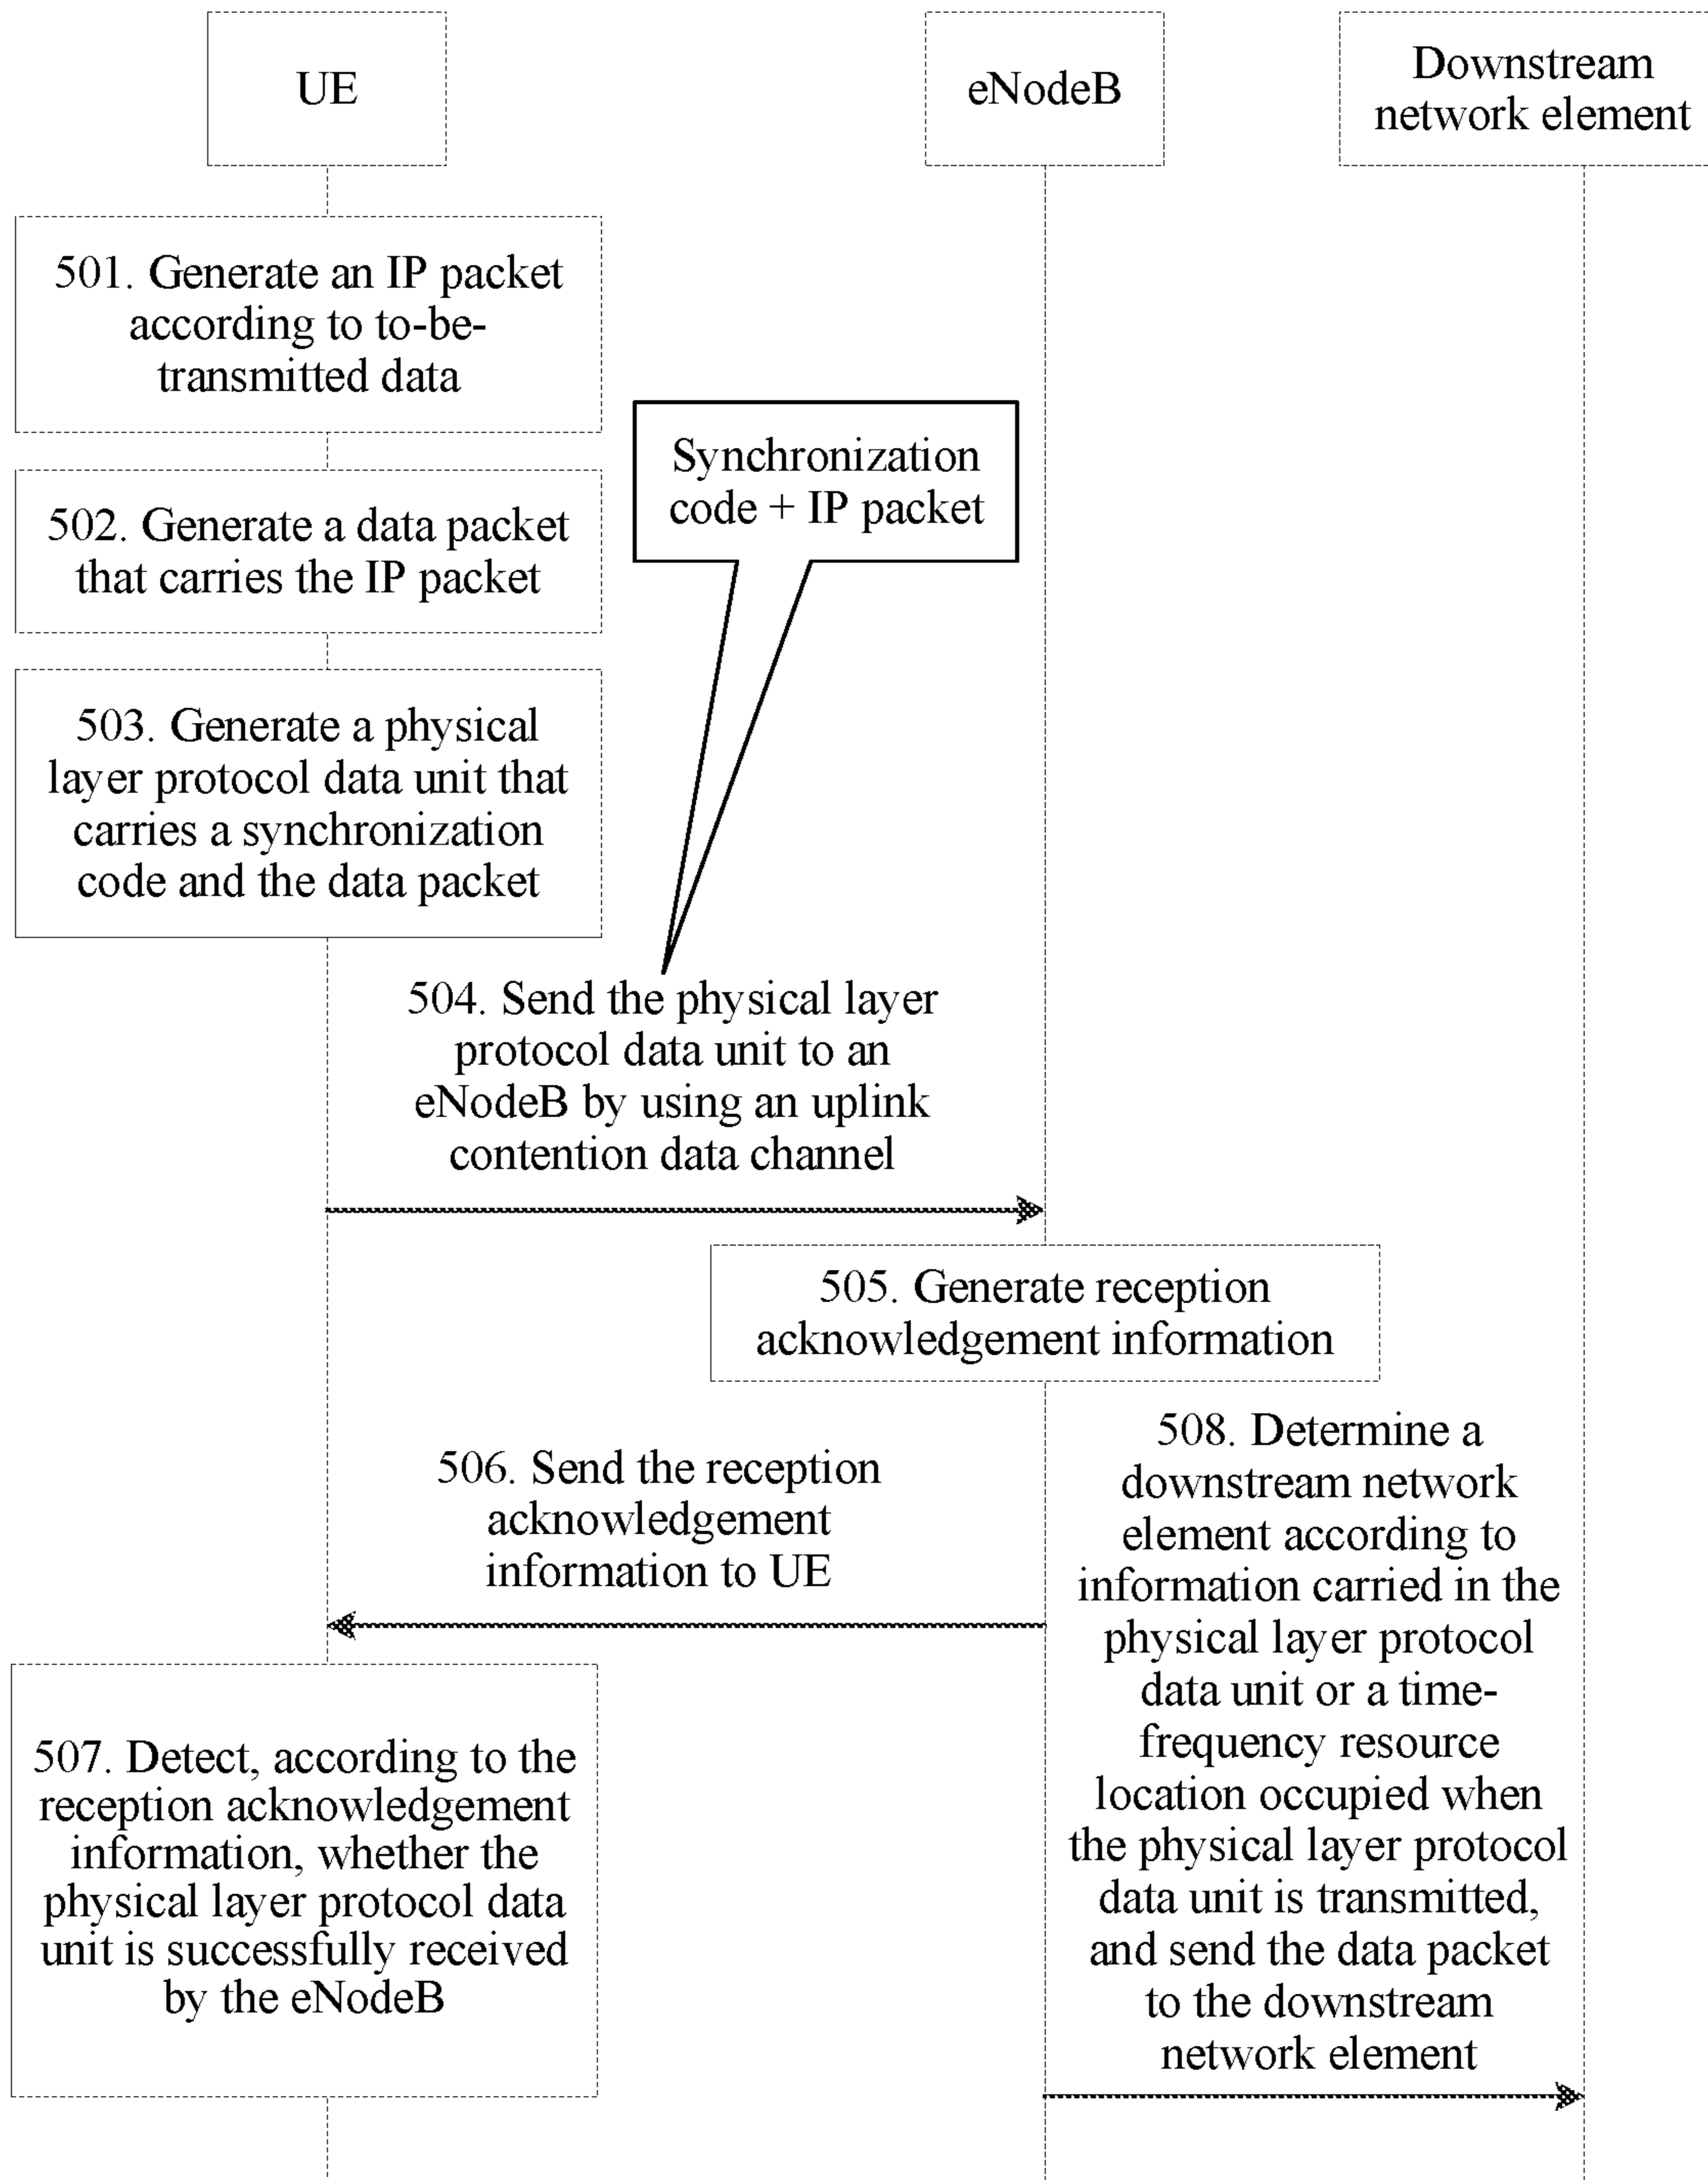 UE
eNodeB
Downstream
network element
501. Generate an IP packet
according to to-be-
transmitted data
Synchronization
code + IP packet
502. Generate a data packet
that carries the IP packet
503. Generate a physical
layer protocol data unit that
carries a synchronization
code and the data packet
504. Send the physical layer
protocol data unit to an
eNodeB by using an uplink
contention data channel
505. Generate reception
acknowledgement information
506. Send the reception
acknowledgement
information to UE
507. Detect, according to the
reception acknowledgement
information, whether the
physical layer protocol data
unit is successfully received
by the eNodeB
508. Determine a
downstream network
element according to
information carried in the
physical layer protocol
data unit or a time-
frequency resource
location occupied when
the physical layer protocol
data unit is transmitted,
and send the data packet
to the downstream
network element